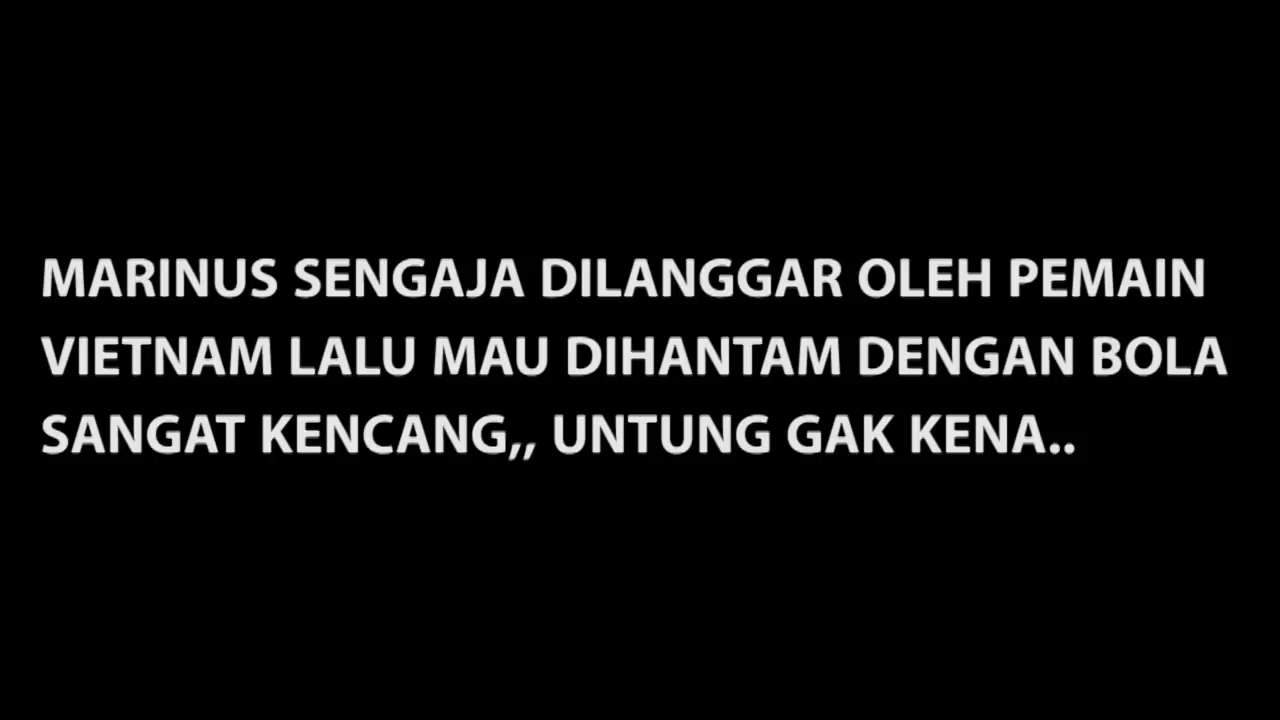 MARINUS SENGAJA DILANGGAR OLEH PEMAIN
VIETNAM LALU MAU DIHANTAM DENGAN BOLA
SANGAT KENCANG,, UNTUNG GAK KENA..